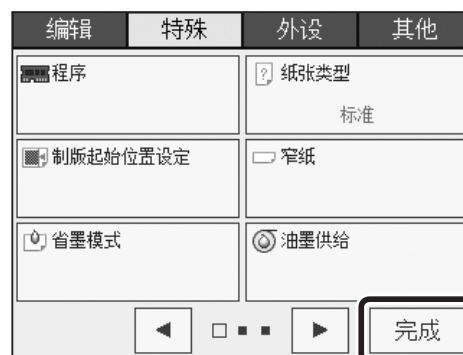 编辑 特殊 外设 其他
程序
纸张类型
标准
制版起始位置设定
窄纸
省墨模式
油墨供给
完成